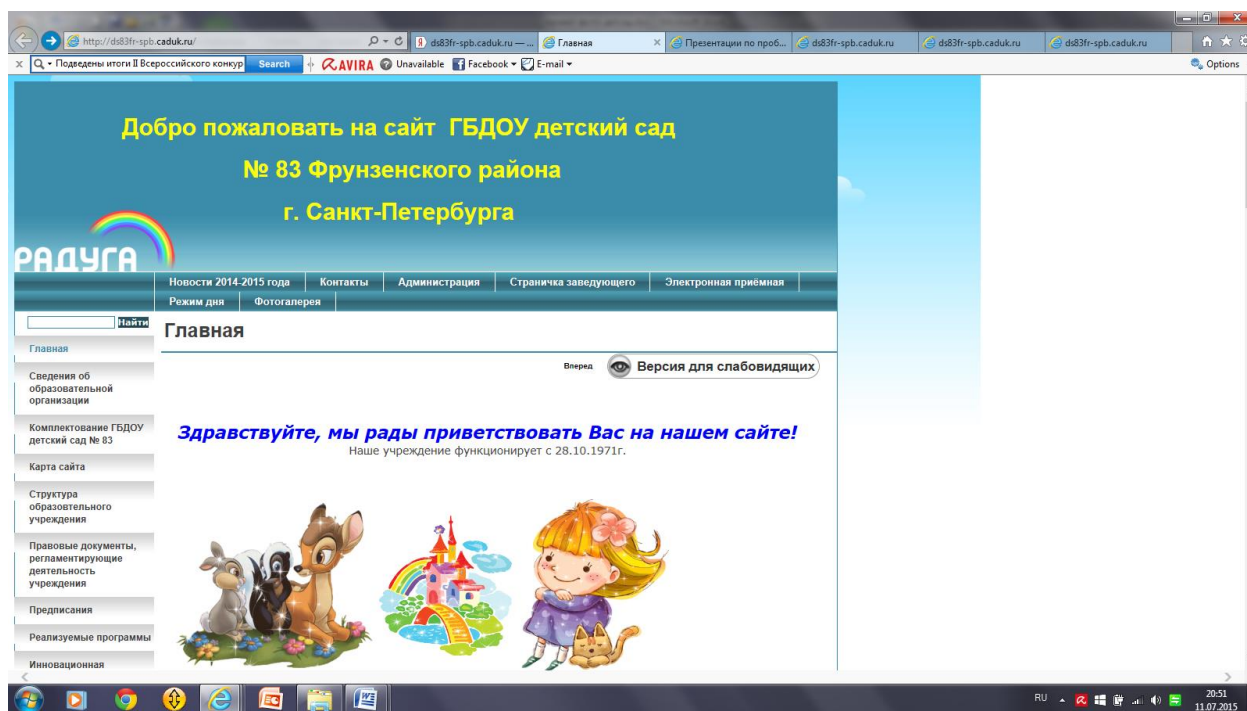 http://ds83fr-spb.caduk.ru/
ds83fr-spb.caduk.ru — ...
Главная
Презентации по проб...
ds83fr-spb.caduk.ru
ds83fr-spb.caduk.ru
ds83fr-spb.caduk.ru
Подведены итоги II Всероссийского конкур
Search
AVIRA
Unavailable
Facebook
E-mail
Options
Добро пожаловать на сайт ГБДОУ детский сад
№ 83 Фрунзенского района
г. Санкт-Петербурга
РАДУГА
Новости 2014-2015 года
Контакты
Администрация
Страничка заведующего
Электронная приёмная
Режим дня
Фотогалерея
Найти
Главная
Вперед
Версия для слабовидящих
Главная
Сведения об
образовательной
организации
Комплектование ГБДОУ
детский сад № 83
Карта сайта
Структура
образовтельного
учреждения
Правовые документы,
регламентирующие
деятельность
учреждения
Предписания
Реализуемые программы
Инновационная
Здравствуйте, мы рады приветствовать Вас на нашем сайте!
Наше учреждение функционирует с 28.10.1971г.
RU
20:51
11.07.2015